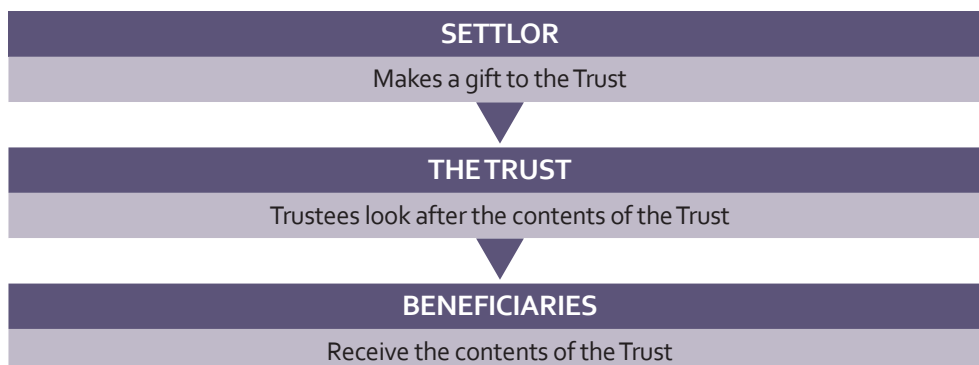 SETTLOR
Makes a gift to the Trust
THE TRUST
Trustees look after the contents of the Trust
BENEFICIARIES
Receive the contents of the Trust